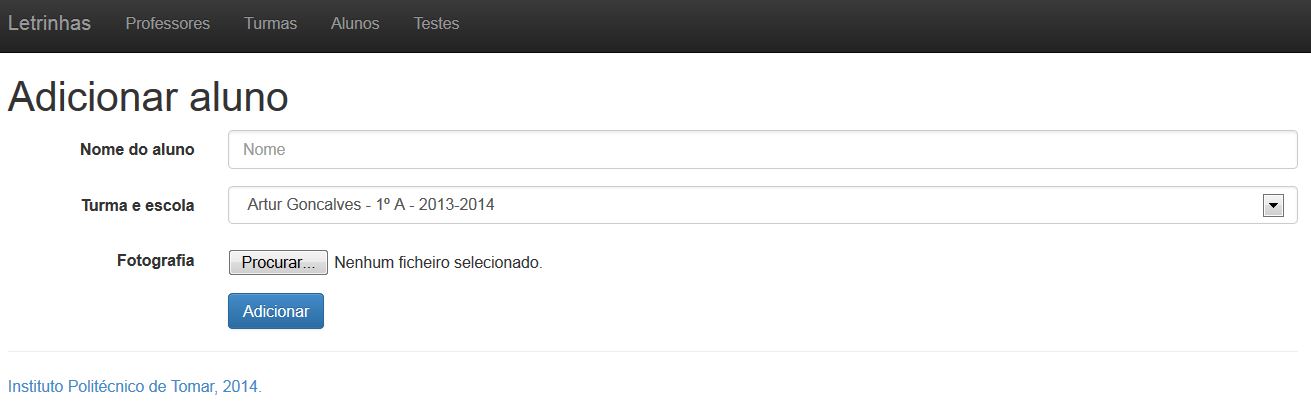 Letrinhas Professores Turmas Alunos Testes
Adicionar aluno
Nome do aluno Nome
Turma e escola Artur Goncalves - 1º A - 2013-2014
Fotografia Procurar... Nenhum ficheiro selecionado.
Adicionar
Instituto Politécnico de Tomar, 2014.